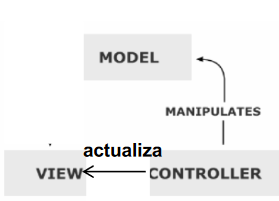 MODEL
MANIPULATES
actualiza
VIEW
CONTROLLER